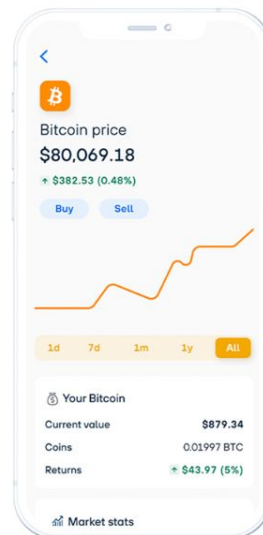 Bitcoin price
$80,069.18
$382.53 (0.48%)
Buy Sell
1d 7d 1m 1y All
Your Bitcoin
Current value $879.34
Coins 0.01997 BTC
Returns $43.97 (5%)
Market stats